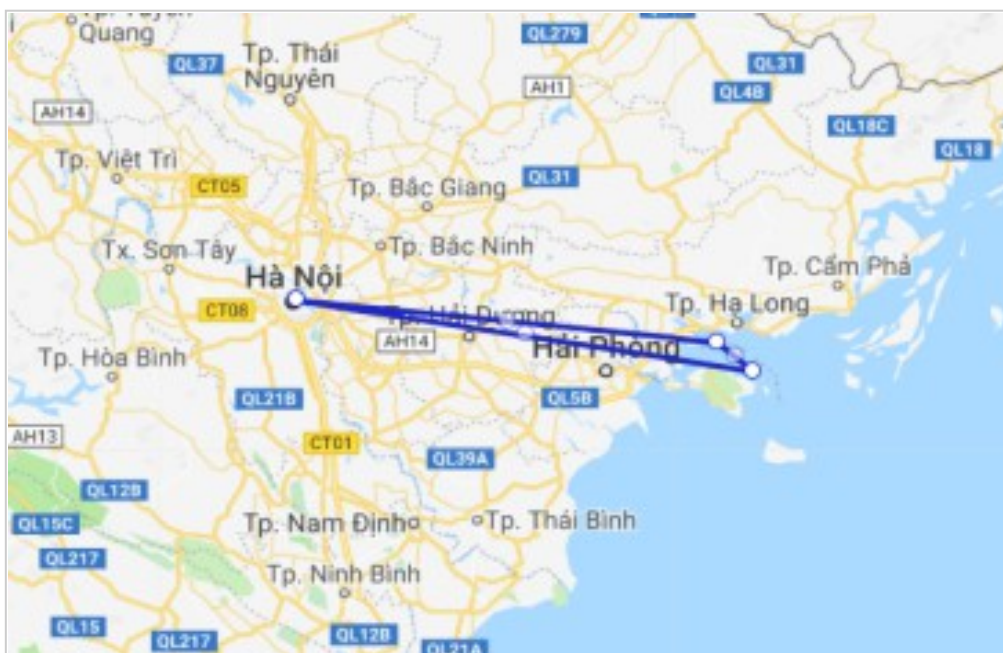 Quang
QL279
QL31
QL37
Tp. Thái
Nguyên
AH1
QL4B
AH14
QL18C
QL18
Tp. Việt Trì
CT05
QL31
Tp. Bắc Giang
Tx. Sơn Tây
Tp. Bắc Ninh
Hà Nội
Tp. Cẩm Phả
CT08
Tp. Hải Dương
Tp. Hạ Long
AH14
Hải Phòng
Tp. Hòa Bình
QL21B
QL5B
AH13
CT01
QL39A
QL12B
QL15C
Tp. Nam Định
Tp. Thái Bình
QL217
Tp. Ninh Bình
QL15
QL217
QL12B
QL21A